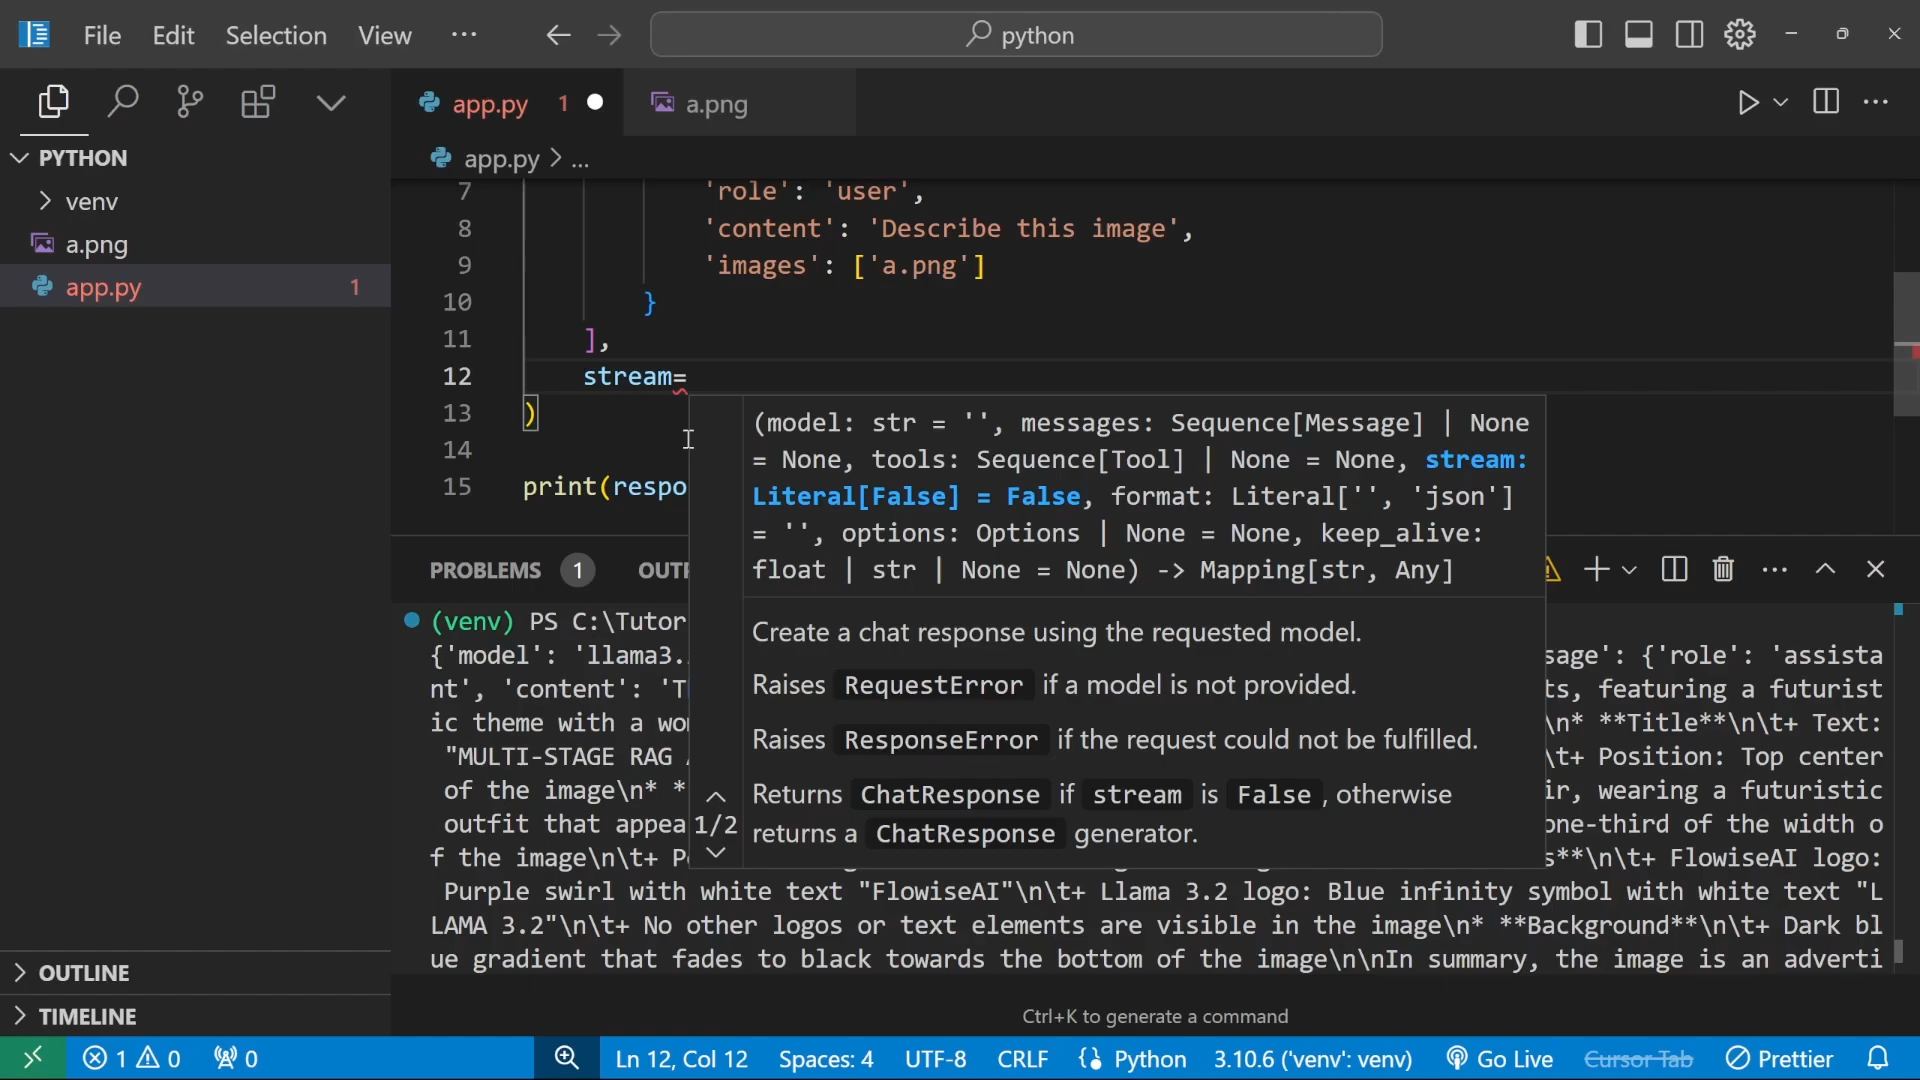 File Edit Selection View ··· python
app.py 1 a.png
PYTHON
venv
a.png
app.py 1
app.py > ...
7 'role': 'user',
8 'content': 'Describe this image',
9 'images': ['a.png']
10 }
11 ],
12 stream=
13 )
14
15 print(respo
(model: str = '', messages: Sequence[Message] | None
= None, tools: Sequence[Tool] | None = None, stream:
Literal[False] = False, format: Literal['', 'json']
= '', options: Options | None = None, keep_alive:
float | str | None = None) -> Mapping[str, Any]
Create a chat response using the requested model.
Raises RequestError if a model is not provided.
Raises ResponseError if the request could not be fulfilled.
Returns ChatResponse if stream is False, otherwise
returns a ChatResponse generator.
1/2
PROBLEMS 1 OUTP
(venv) PS C:\Tutor
{'model': 'llama3. sage': {'role': 'assista
nt', 'content': 'T ts, featuring a futurist
ic theme with a wo \n* **Title**\n\t+ Text:
"MULTI-STAGE RAG \t+ Position: Top center
of the image\n* * ir, wearing a futuristic
outfit that appea one-third of the width o
f the image\n\t+ P s**\n\t+ FlowiseAI logo:
Purple swirl with white text "FlowiseAI"\n\t+ Llama 3.2 logo: Blue infinity symbol with white text "L
LAMA 3.2"\n\t+ No other logos or text elements are visible in the image\n* **Background**\n\t+ Dark bl
ue gradient that fades to black towards the bottom of the image\n\nIn summary, the image is an adverti
OUTLINE
TIMELINE
Ctrl+K to generate a command
1 0 0 Ln 12, Col 12 Spaces: 4 UTF-8 CRLF {} Python 3.10.6 ('venv': venv) Go Live Cursor Tab Prettier